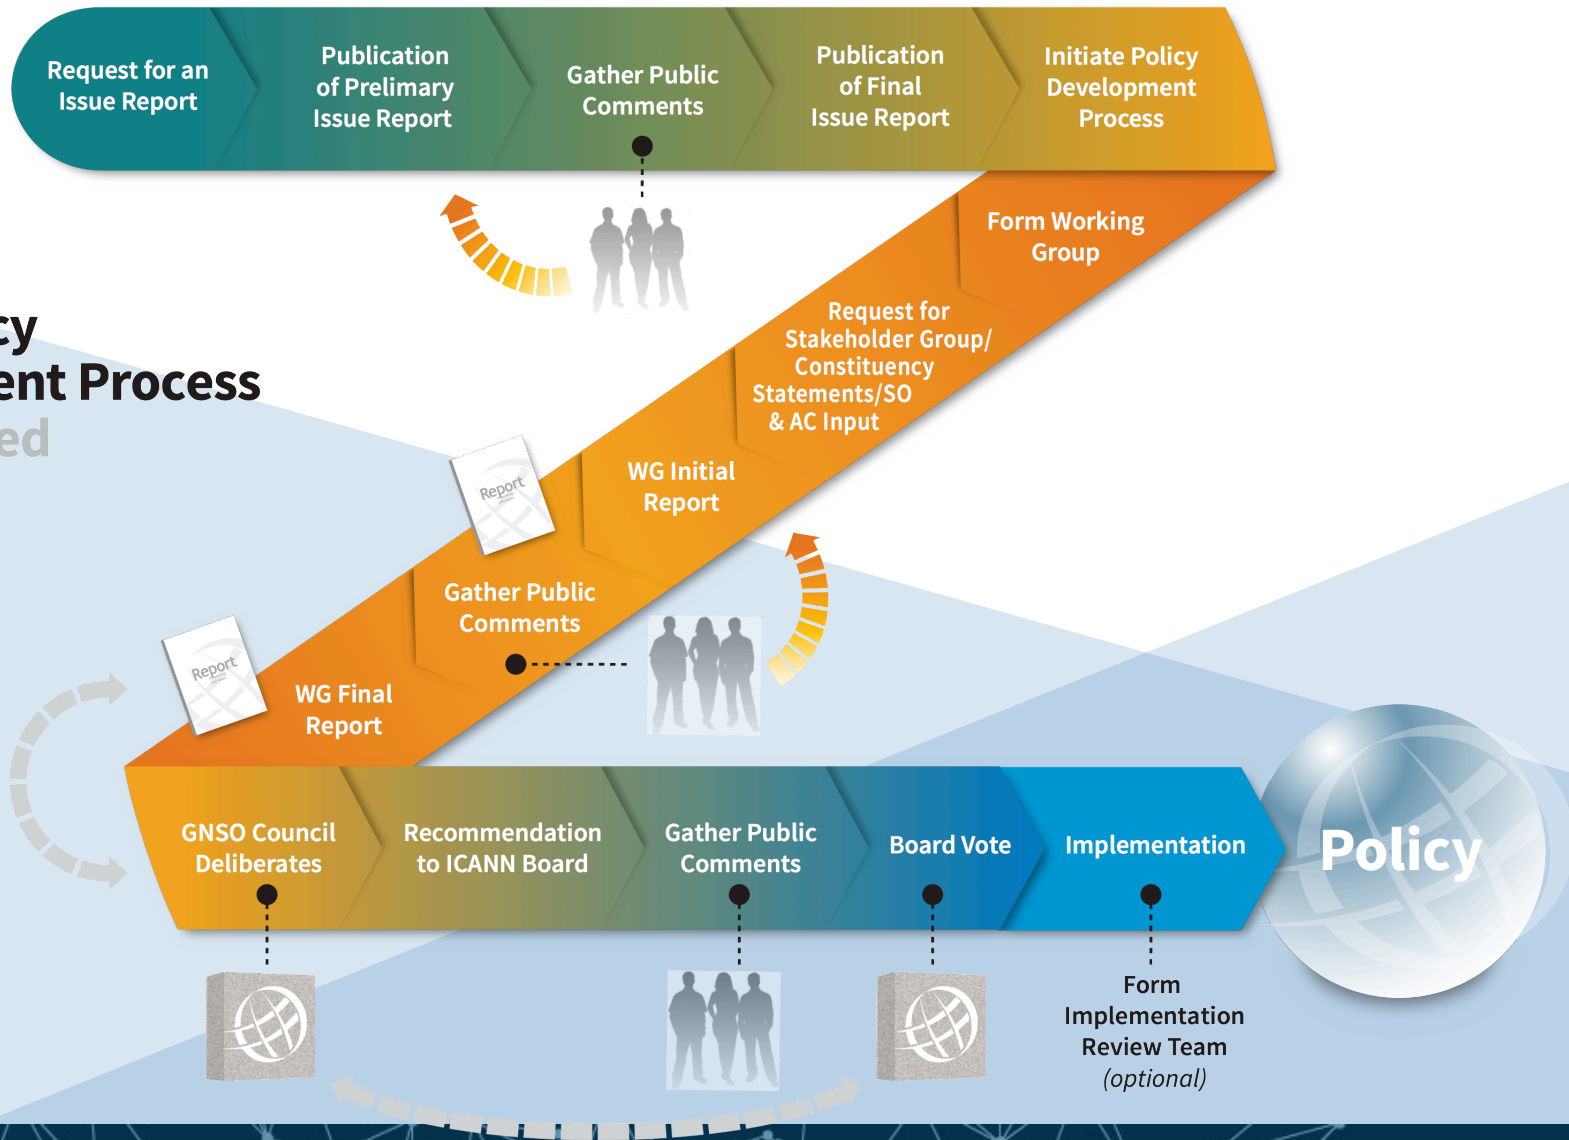 Request for an
Issue Report
Publication
of Prelimary
Issue Report
Gather Public
Comments
Publication
of Final
Issue Report
Initiate Policy
Development
Process
Form Working
Group
Request for
Stakeholder Group/
Constituency
Statements/SO
& AC Input
cy
ent Process
ed
Report
WG Initial
Report
Gather Public
Comments
Report
WG Final
Report
GNSO Council
Deliberates
Recommendation
to ICANN Board
Gather Public
Comments
Board Vote
Implementation
Policy
Form
Implementation
Review Team
(optional)